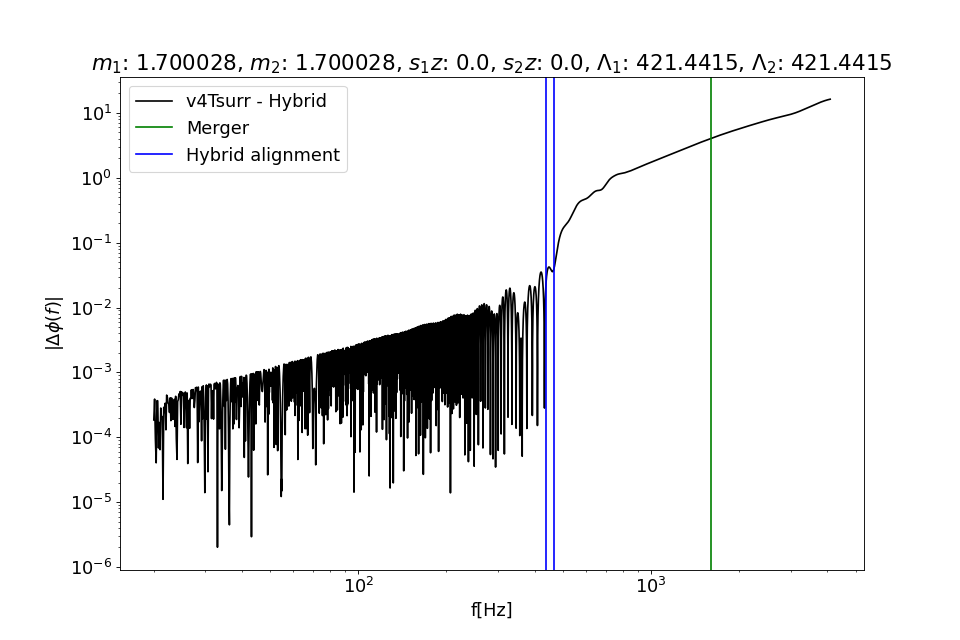 m₁: 1.700028, m₂: 1.700028, s₁z: 0.0, s₂z: 0.0, Λ₁: 421.4415, Λ₂: 421.4415
v4Tsurr - Hybrid
Merger
Hybrid alignment
10¹
10⁰
10⁻¹
10⁻²
10⁻³
10⁻⁴
10⁻⁵
10⁻⁶
|Δϕ(f)|
10² 10³
f[Hz]